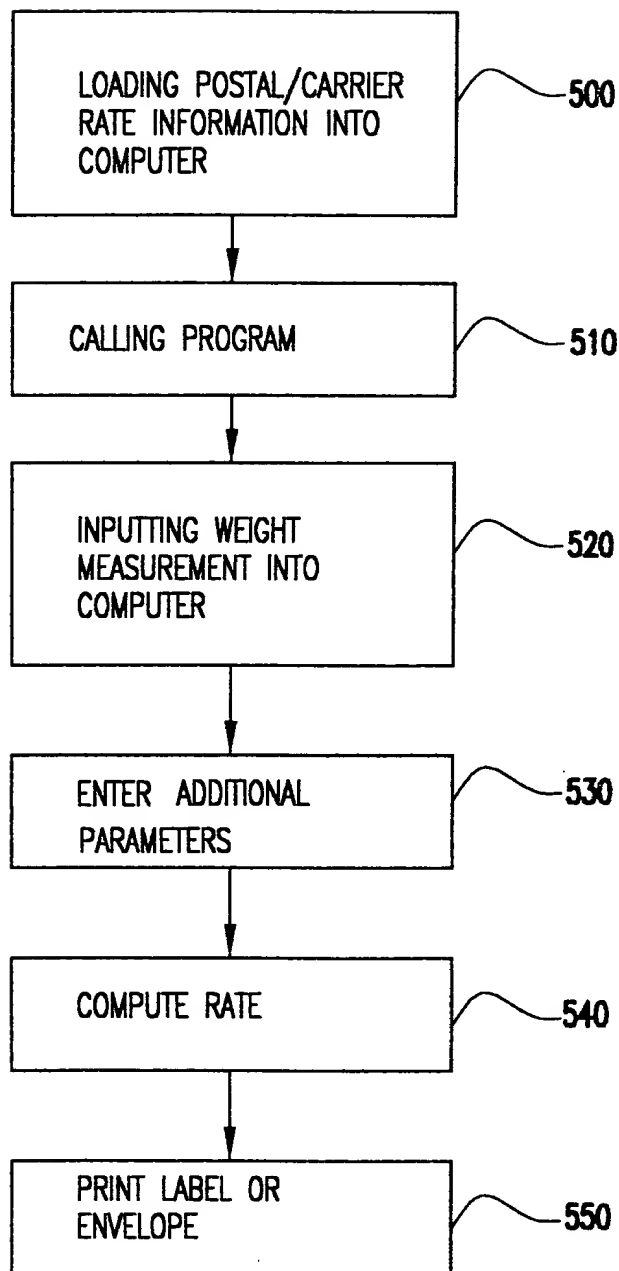 LOADING POSTAL/CARRIER
RATE INFORMATION INTO
COMPUTER
500
CALLING PROGRAM
510
INPUTTING WEIGHT
MEASUREMENT INTO
COMPUTER
520
ENTER ADDITIONAL
PARAMETERS
530
COMPUTE RATE
540
PRINT LABEL OR
ENVELOPE
550